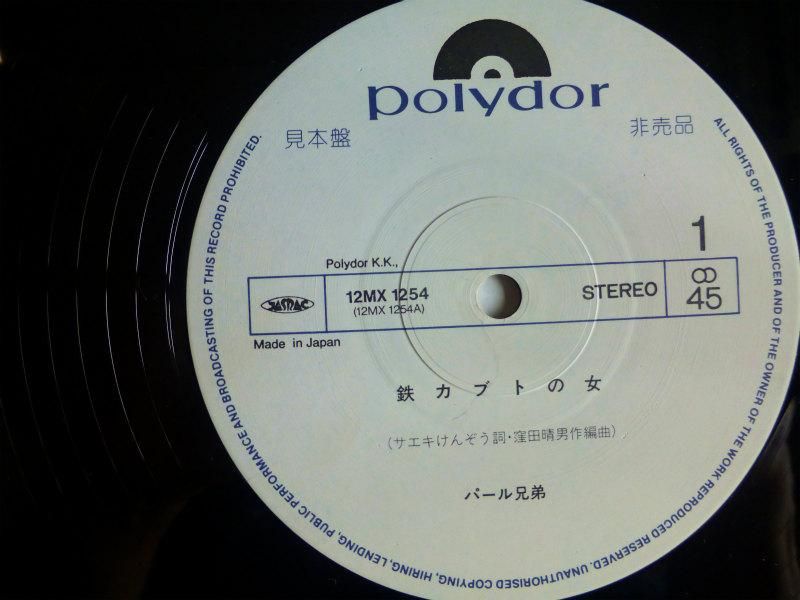 polydor
見本盤
非売品
1
Polydor K.K.,
JASRAC
12MX 1254
(12MX 1254A)
STEREO
45
Made in Japan
鉄カブトの女
(サエキけんぞう詞・窪田晴男作編曲)
パール兄弟
ALL RIGHTS OF THE PRODUCER AND OF THE OWNER OF THE WORK REPRODUCED RESERVED. UNAUTHORISED COPYING, HIRING, LENDING, PUBLIC PERFORMANCE AND BROADCASTING OF THIS RECORD PROHIBITED.